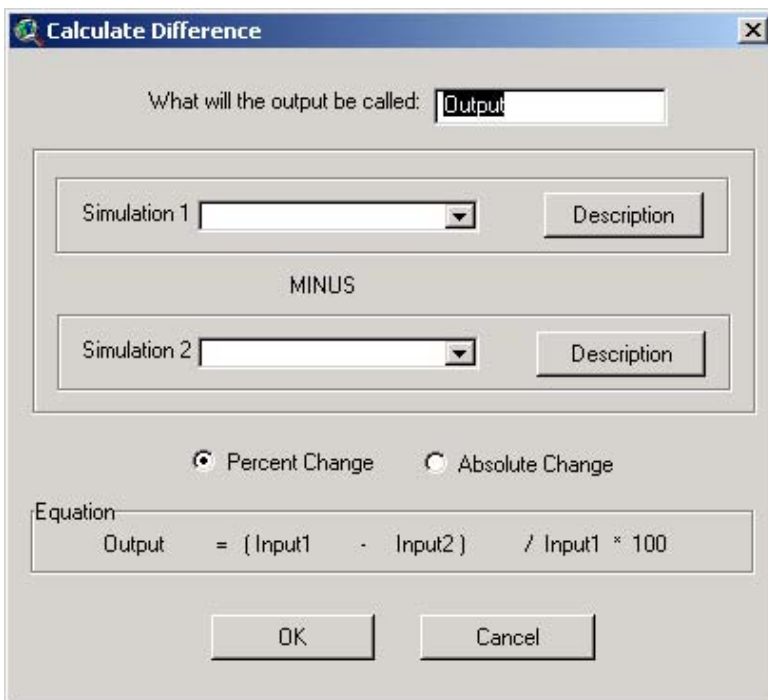 Calculate Difference
What will the output be called: Output
Simulation 1
Description
MINUS
Simulation 2
Description
Percent Change
Absolute Change
Equation
Output = ( Input1 - Input2 ) / Input1 * 100
OK
Cancel